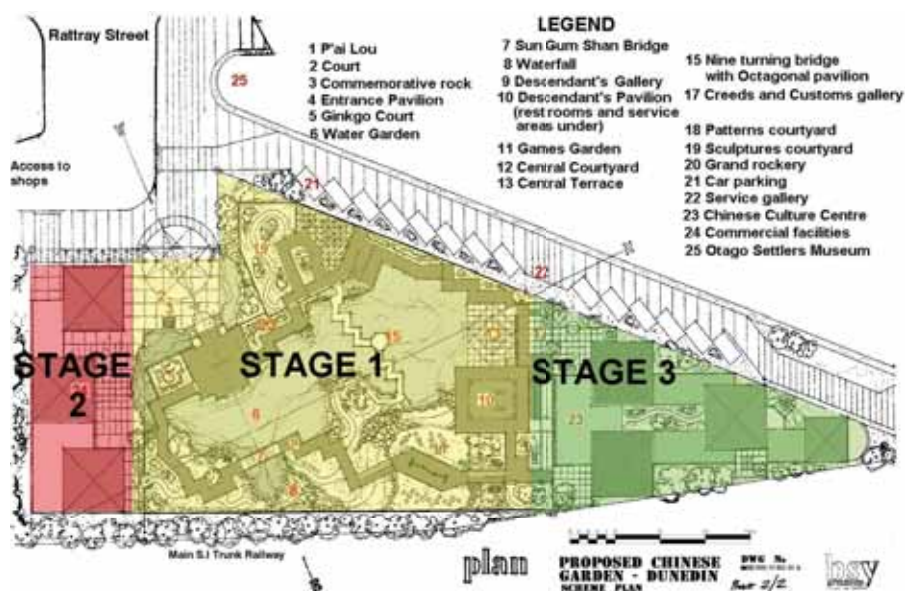 Rattray Street
LEGEND
1 P'ai Lou
2 Court
3 Commemorative rock
4 Entrance Pavilion
5 Ginkgo Court
6 Water Garden
7 Sun Gum Shan Bridge
8 Waterfall
9 Descendant's Gallery
10 Descendant's Pavilion
(rest rooms and service
areas under)
11 Games Garden
12 Central Courtyard
13 Central Terrace
15 Nine turning bridge
with Octagonal pavilion
17 Creeds and Customs gallery
18 Patterns courtyard
19 Sculptures courtyard
20 Grand rockery
21 Car parking
22 Service gallery
23 Chinese Culture Centre
24 Commercial facilities
25 Otago Settlers Museum
25
Access to
shops
21
22
15
STAGE
2
STAGE 1
STAGE 3
10
6
23
8
Main S.I Trunk Railway
plan
PROPOSED CHINESE
GARDEN - DUNEDIN
SCHEME PLAN
DWG No
2/2